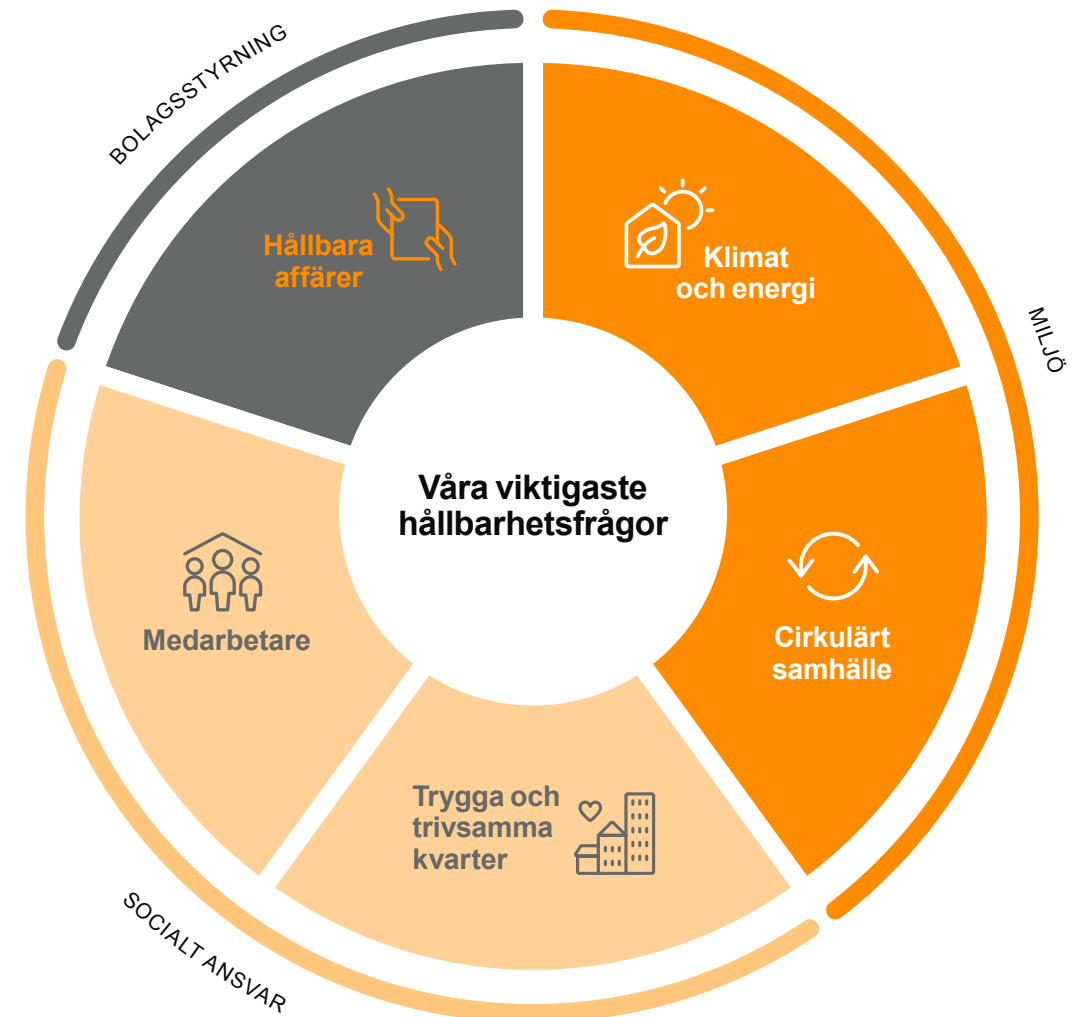 BOLAGSSTYRNING
Hållbara
affärer
Klimat
och energi
MILJÖ
Våra viktigaste
hållbarhetsfrågor
Medarbetare
Cirkulärt
samhälle
Trygga och
trivsamma
kvarter
SOCIALT ANSVAR